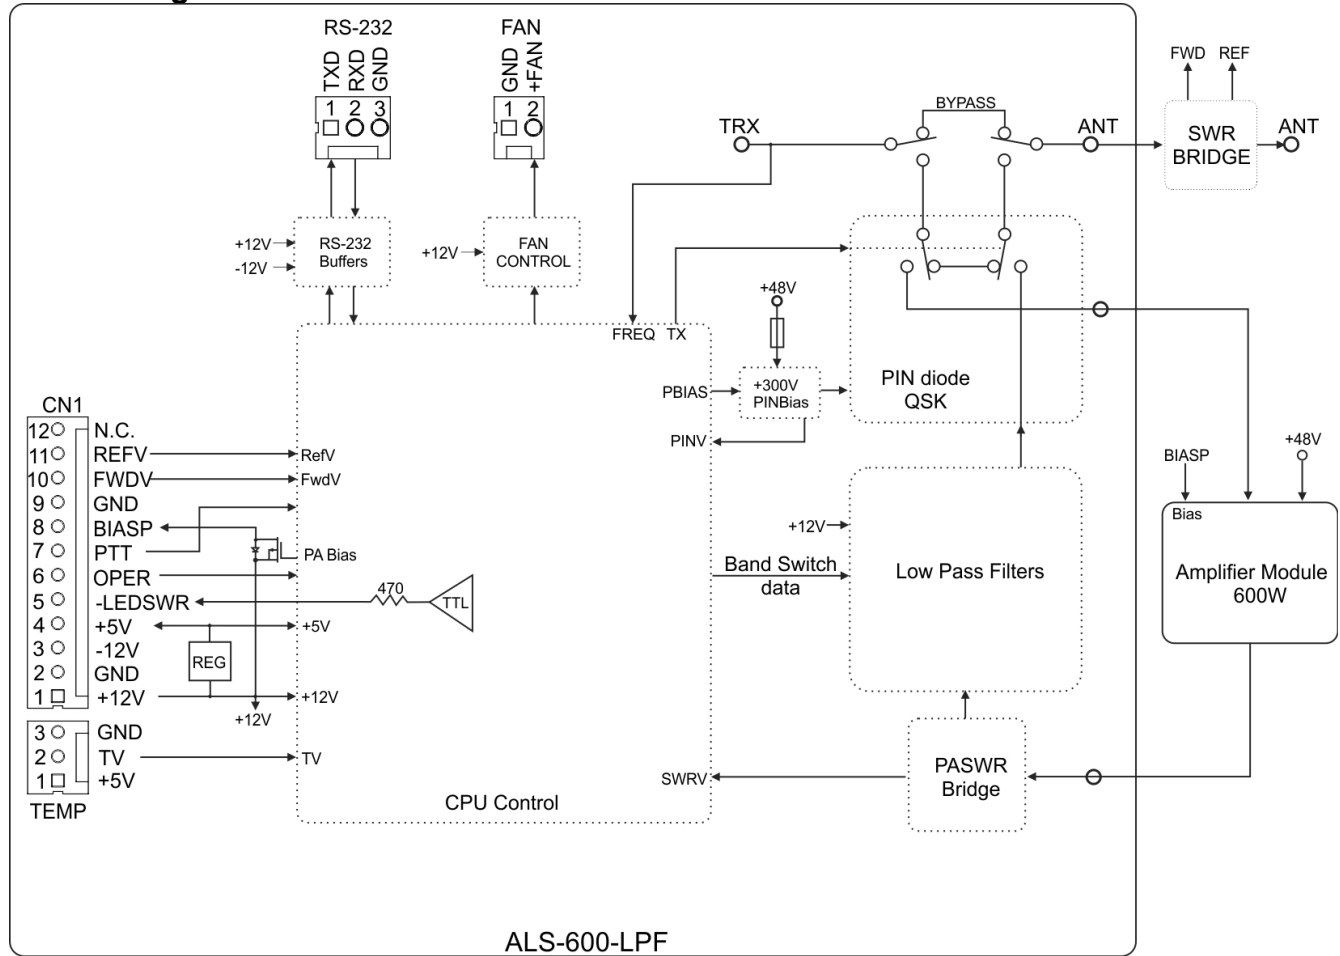 RS-232
FAN
TXD
RXD
GND
GND
+FAN
1 2 3
1 2
FWD REF
BYPASS
TRX
ANT
SWR
BRIDGE
ANT
+12V
-12V
RS-232
Buffers
+12V
FAN
CONTROL
+48V
FREQ TX
PBIAS
+300V
PINBias
PINV
PIN diode
QSK
CN1
12 N.C.
11 REFV
10 FWDV
9 GND
8 BIASP
7 PTT
6 OPER
5 -LEDSWR
4 +5V
3 -12V
2 GND
1 +12V
RefV
FwdV
PA Bias
470
TTL
+5V
REG
+12V
+12V
3 GND
2 TV
1 +5V
TEMP
TV
CPU Control
SWRV
+12V
Band Switch
data
Low Pass Filters
BIASP
+48V
Bias
Amplifier Module
600W
PASWR
Bridge
ALS-600-LPF